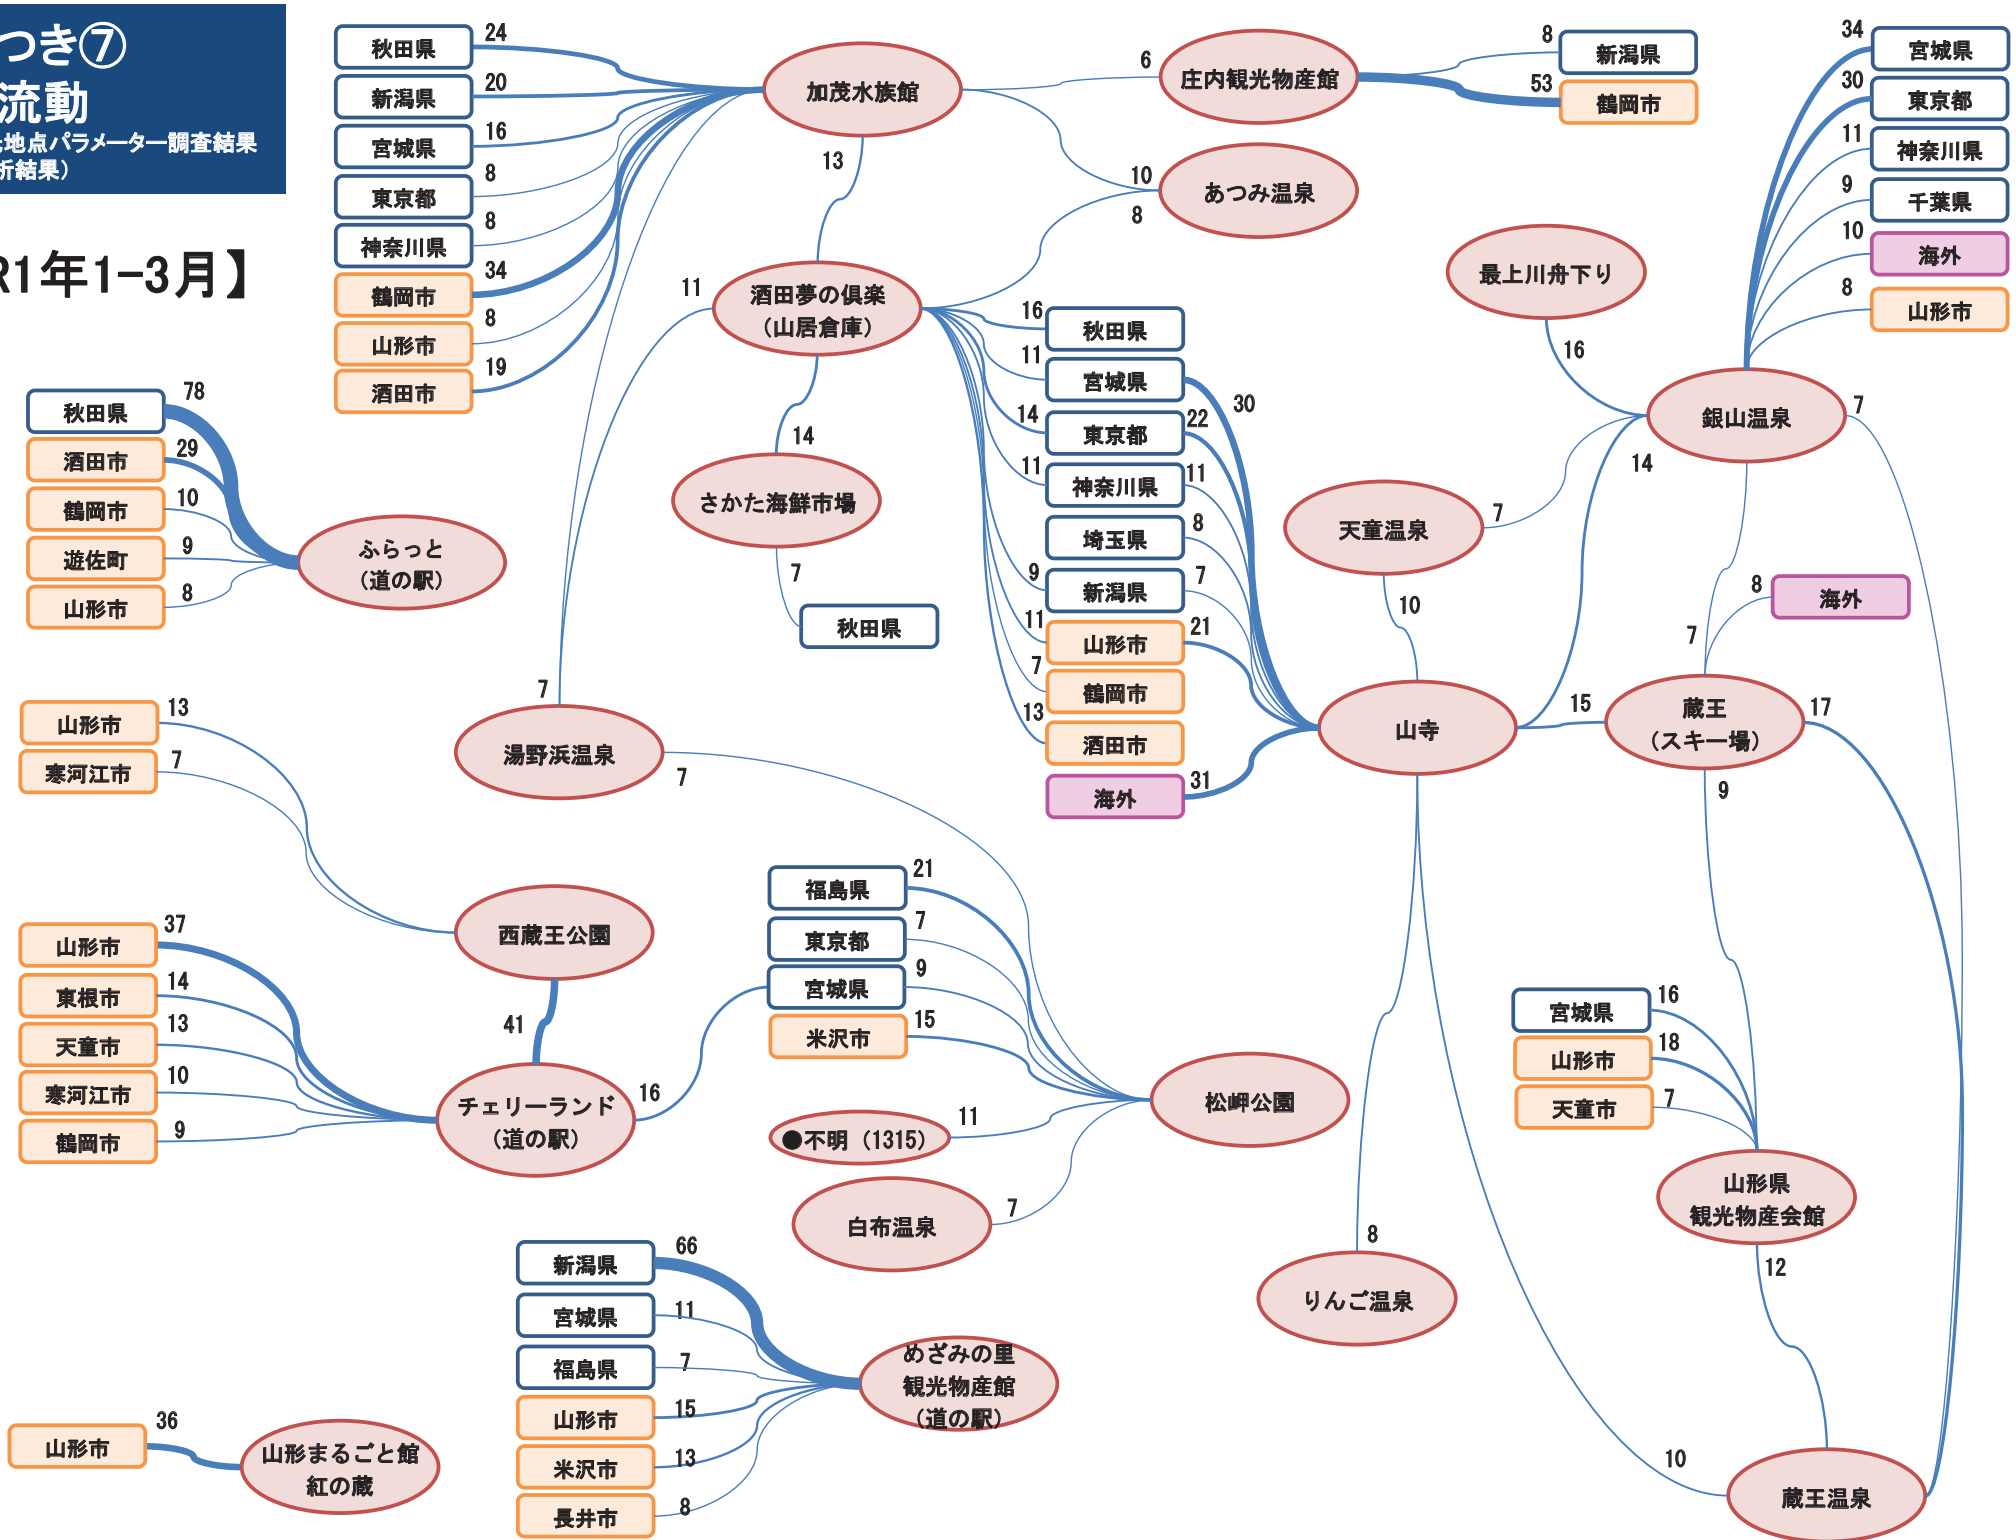 つき⑦
流動
地点パラメーター調査結果
析結果）
R1年1-3月】
秋田県
24
新潟県
20
宮城県
16
東京都
8
神奈川県
8
鶴岡市
34
山形市
8
酒田市
19
加茂水族館
6
庄内観光物産館
8
新潟県
53
鶴岡市
13
10
8
あつみ温泉
34
宮城県
30
東京都
11
神奈川県
9
千葉県
10
海外
8
山形市
最上川舟下り
16
銀山温泉
7
14
天童温泉
7
10
11
酒田夢の倶楽
（山居倉庫）
14
さかた海鮮市場
7
秋田県
16
秋田県
11
宮城県
30
14
東京都
22
11
神奈川県
11
埼玉県
8
9
新潟県
7
11
山形市
21
7
鶴岡市
13
酒田市
海外
31
山寺
15
蔵王
（スキー場）
17
7
8
海外
9
秋田県
78
酒田市
29
鶴岡市
10
遊佐町
9
山形市
8
ふらっと
（道の駅）
7
湯野浜温泉
7
山形市
13
寒河江市
7
西蔵王公園
41
山形市
37
東根市
14
天童市
13
寒河江市
10
鶴岡市
9
チェリーランド
（道の駅）
16
福島県
21
東京都
7
宮城県
9
米沢市
15
●不明（1315）
11
白布温泉
7
松岬公園
宮城県
16
山形市
18
天童市
7
山形県
観光物産会館
12
8
りんご温泉
10
蔵王温泉
新潟県
66
宮城県
11
福島県
7
山形市
15
米沢市
13
長井市
8
めざみの里
観光物産館
（道の駅）
山形市
36
山形まるごと館
紅の蔵